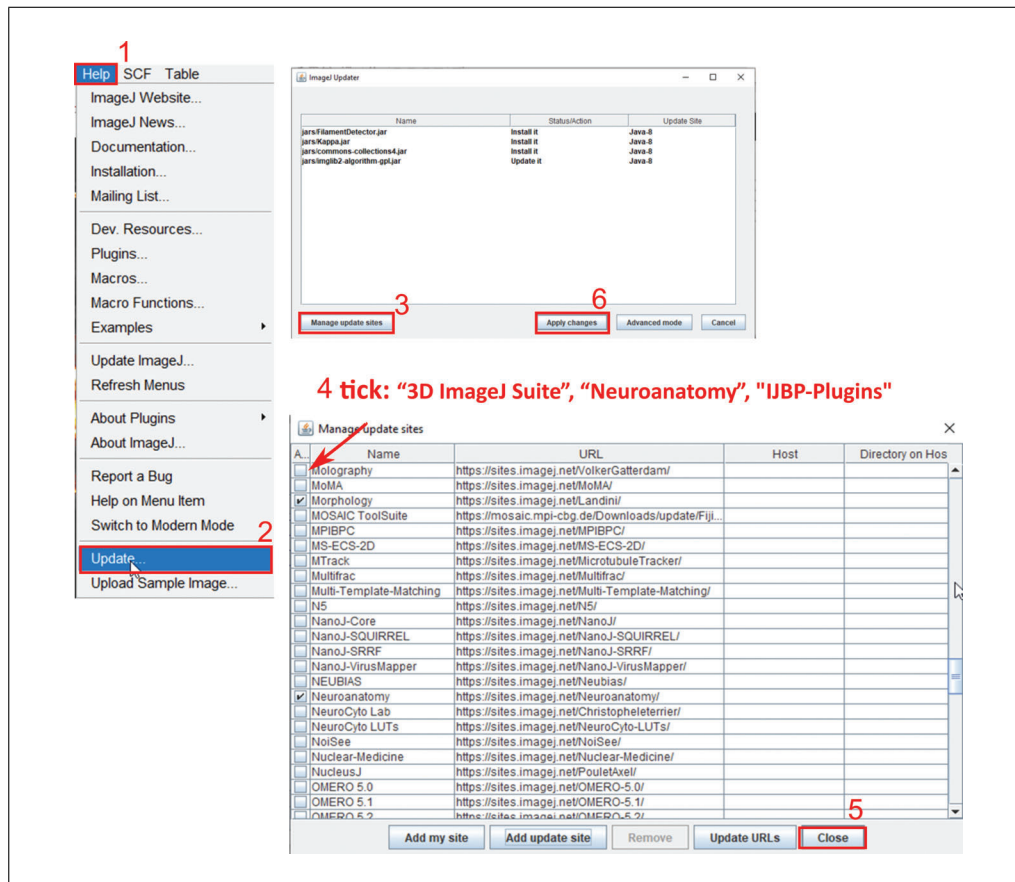 1
Help SCF Table
ImageJ Website...
ImageJ News...
Documentation...
Installation...
Mailing List...
Dev. Resources...
Plugins...
Macros...
Macro Functions...
Examples
Update ImageJ...
Refresh Menus
About Plugins
About ImageJ...
Report a Bug
Help on Menu Item
Switch to Modern Mode
2
Update...
Upload Sample Image...
ImageJ Updater
Name Status/Action Update Site
jars/FilamentDetector.jar Install it Java-8
jars/Kappa.jar Install it Java-8
jars/commons-collections4.jar Install it Java-8
jars/imglib2-algorithm-gpl.jar Update it Java-8
3 6
Manage update sites Apply changes Advanced mode Cancel
4 tick: “3D ImageJ Suite”, “Neuroanatomy”, "IJBP-Plugins"
Manage update sites
A... Name URL Host Directory on Hos
Molography https://sites.imagej.net/VolkerGatterdam/
MoMA https://sites.imagej.net/MoMA/
Morphology https://sites.imagej.net/Landini/
MOSAIC ToolSuite https://mosaic.mpi-cbg.de/Downloads/update/Fiji...
MPIBPC https://sites.imagej.net/MPIBPC/
MS-ECS-2D https://sites.imagej.net/MS-ECS-2D/
MTrack https://sites.imagej.net/MicrotubuleTracker/
Multifrac https://sites.imagej.net/Multifrac/
Multi-Template-Matching https://sites.imagej.net/Multi-Template-Matching/
N5 https://sites.imagej.net/N5/
NanoJ-Core https://sites.imagej.net/NanoJ/
NanoJ-SQUIRREL https://sites.imagej.net/NanoJ-SQUIRREL/
NanoJ-SRRF https://sites.imagej.net/NanoJ-SRRF/
NanoJ-VirusMapper https://sites.imagej.net/NanoJ-VirusMapper/
NEUBIAS https://sites.imagej.net/Neubias/
Neuroanatomy https://sites.imagej.net/Neuroanatomy/
NeuroCyto Lab https://sites.imagej.net/Christopheleterrier/
NeuroCyto LUTs https://sites.imagej.net/NeuroCyto-LUTs/
NoiSee https://sites.imagej.net/NoiSee/
Nuclear-Medicine https://sites.imagej.net/Nuclear-Medicine/
NucleusJ https://sites.imagej.net/PouletAxel/
OMERO 5.0 https://sites.imagej.net/OMERO-5.0/
OMERO 5.1 https://sites.imagej.net/OMERO-5.1/
OMERO 5.2 https://sites.imagej.net/OMERO-5.2/
5
Add my site Add update site Remove Update URLs Close